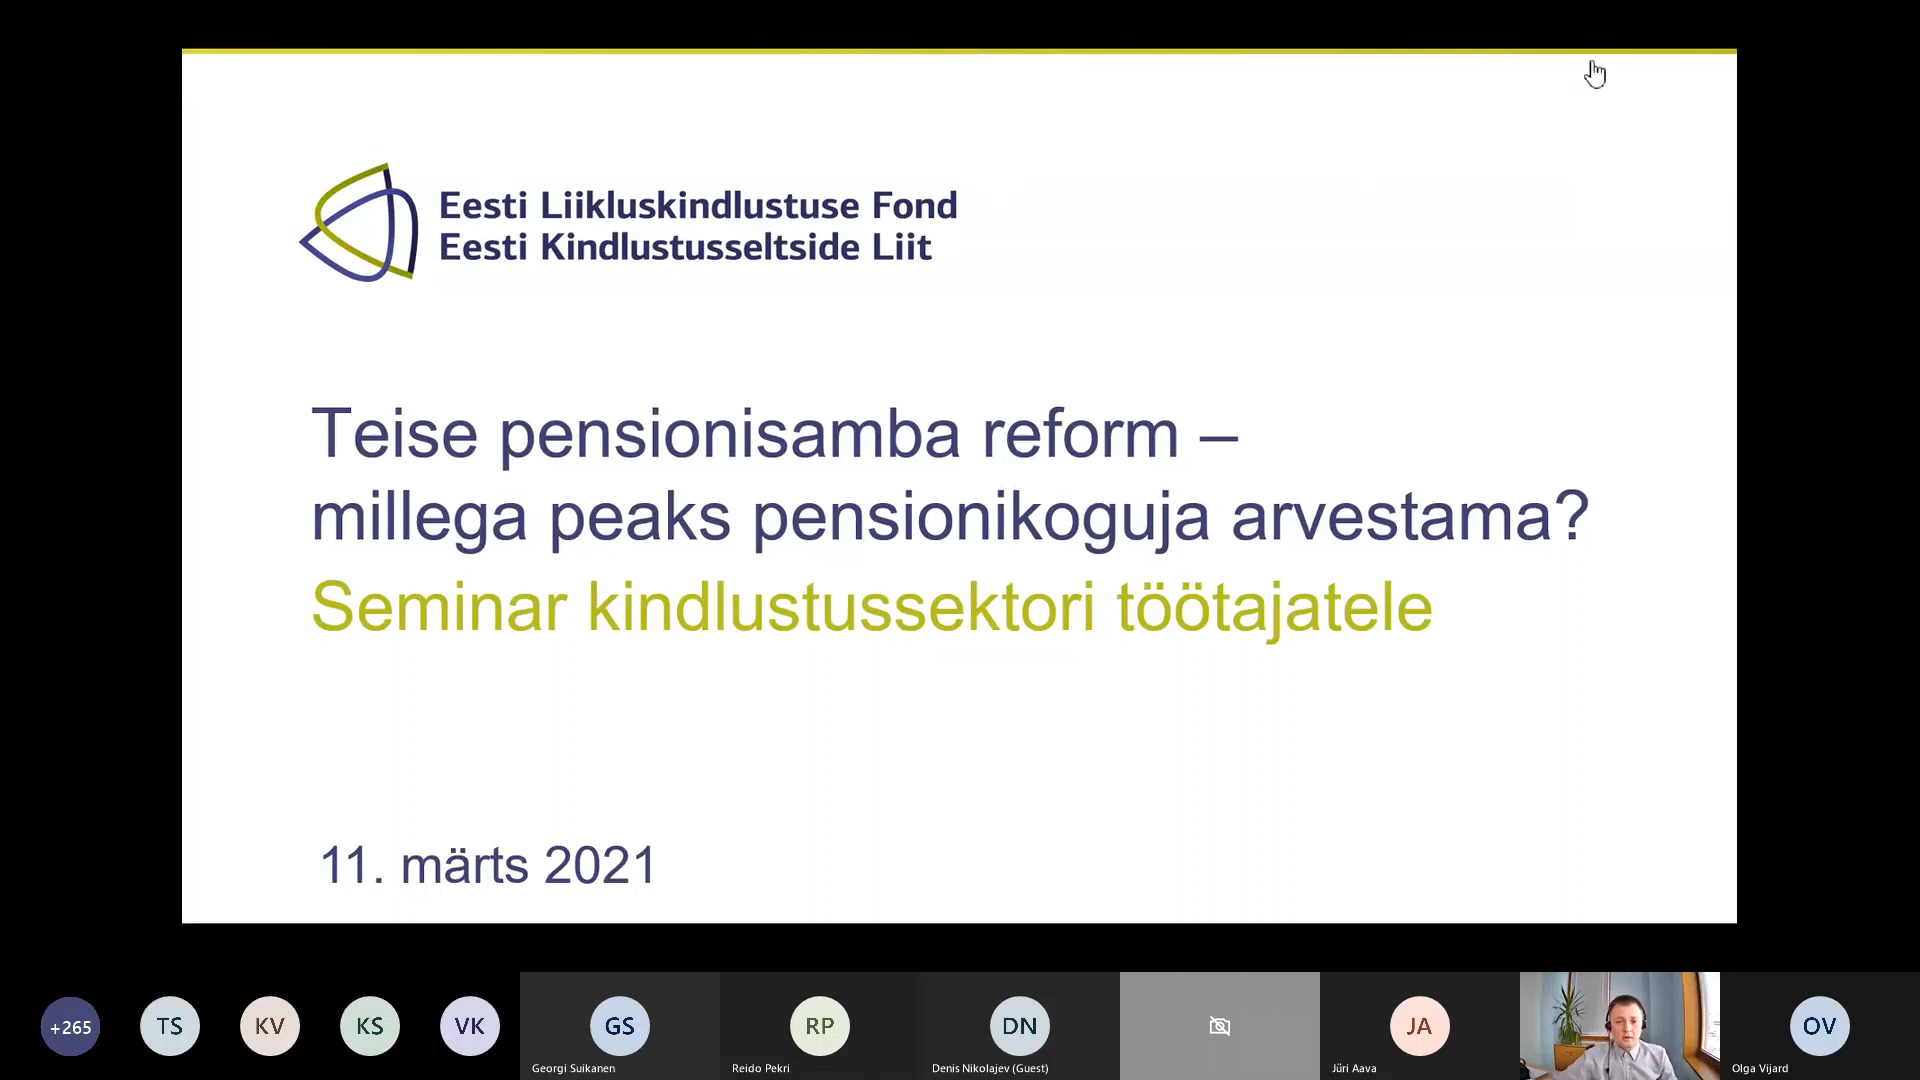 Eesti Liikluskindlustuse Fond
Eesti Kindlustusseltside Liit
Teise pensionisamba reform –
millega peaks pensionikoguja arvestama?
Seminar kindlustussektori töötajatele
11. märts 2021
+265
TS
KV
KS
VK
GS
RP
DN
JA
OV
Georgi Suikanen
Reido Pekri
Denis Nikolajev (Guest)
Jüri Aava
Olga Vijard